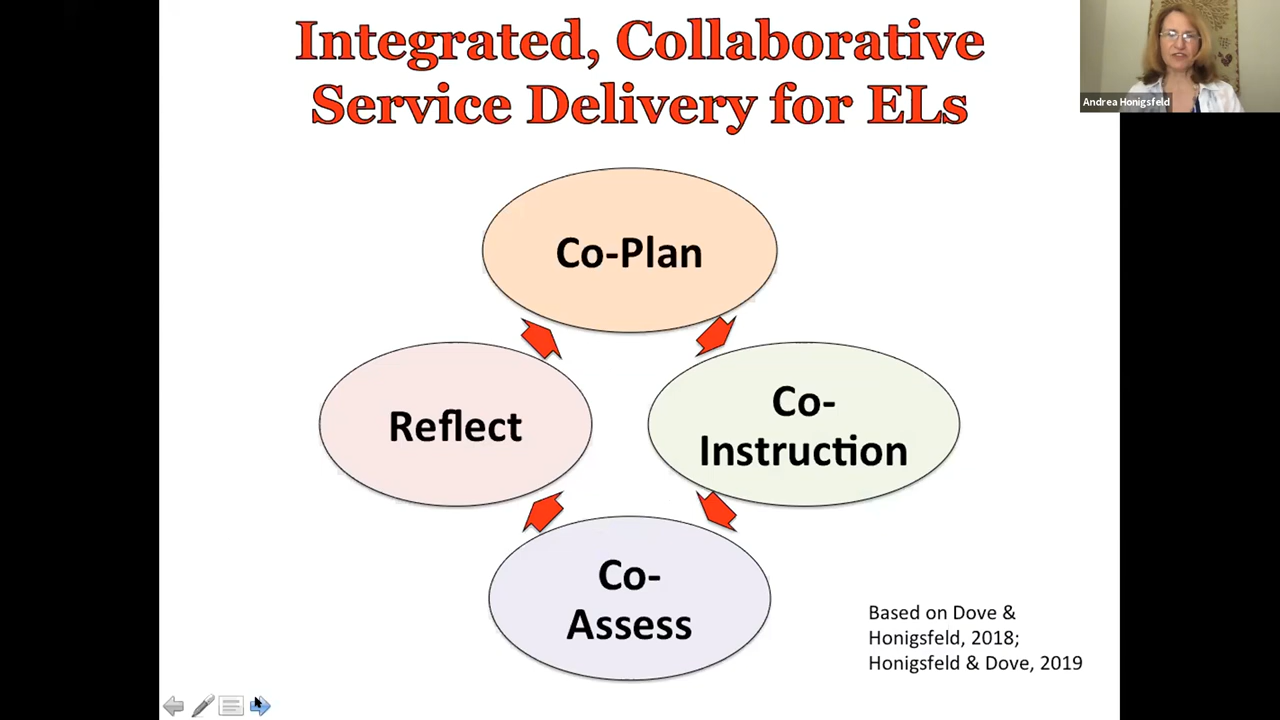 Integrated, Collaborative
Service Delivery for ELs
Andrea Honigsfeld
Co-Plan
Reflect
Co-
Instruction
Co-
Assess
Based on Dove &
Honigsfeld, 2018;
Honigsfeld & Dove, 2019